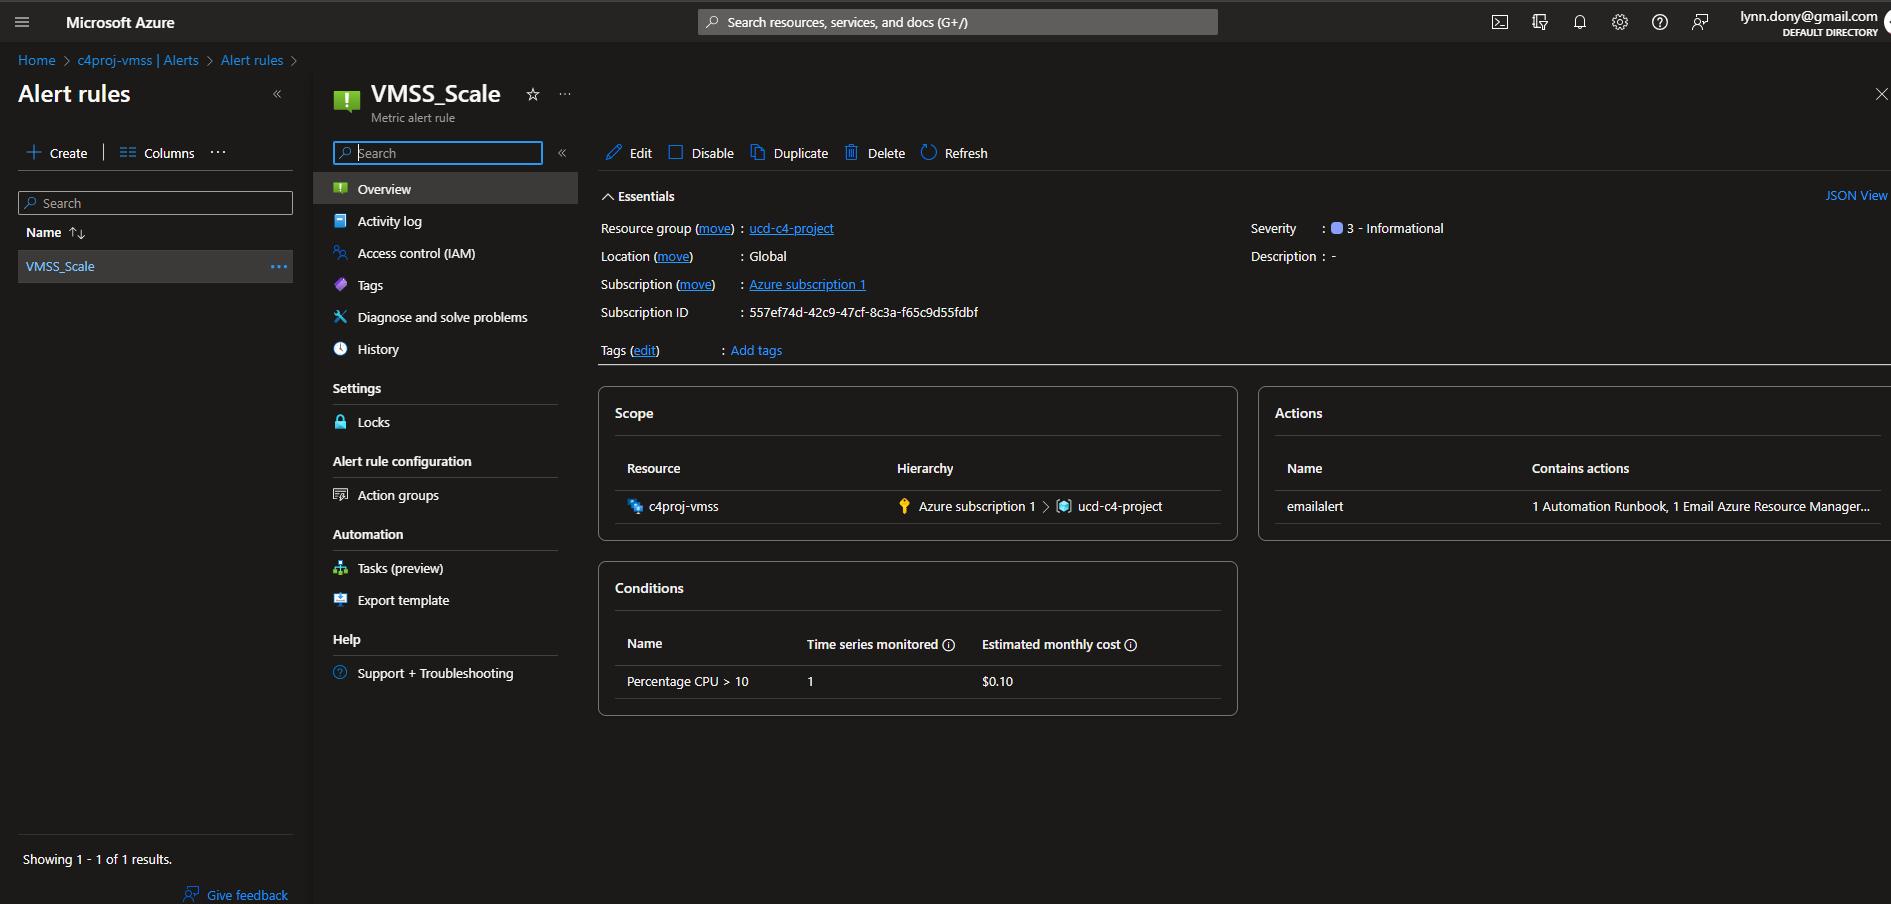 Microsoft Azure
Search resources, services, and docs (G+/)
lynn.dony@gmail.com
DEFAULT DIRECTORY
Home > c4proj-vmss | Alerts > Alert rules >
Alert rules
«
+ Create | Columns ...
Search
Name ↑↓
VMSS_Scale ...
Showing 1 - 1 of 1 results.
Give feedback
VMSS_Scale ☆ ...
Metric alert rule
Search
«
Overview
Activity log
Access control (IAM)
Tags
Diagnose and solve problems
History
Settings
Locks
Alert rule configuration
Action groups
Automation
Tasks (preview)
Export template
Help
Support + Troubleshooting
Edit Disable Duplicate Delete Refresh
Essentials
JSON View
Resource group (move) : ucd-c4-project
Location (move) : Global
Subscription (move) : Azure subscription 1
Subscription ID : 557ef74d-42c9-47cf-8c3a-f65c9d55fdbf
Severity : 3 - Informational
Description : -
Tags (edit) : Add tags
Scope
Resource Hierarchy
c4proj-vmss Azure subscription 1 > ucd-c4-project
Actions
Name Contains actions
emailalert 1 Automation Runbook, 1 Email Azure Resource Manager...
Conditions
Name Time series monitored Estimated monthly cost
Percentage CPU > 10 1 $0.10